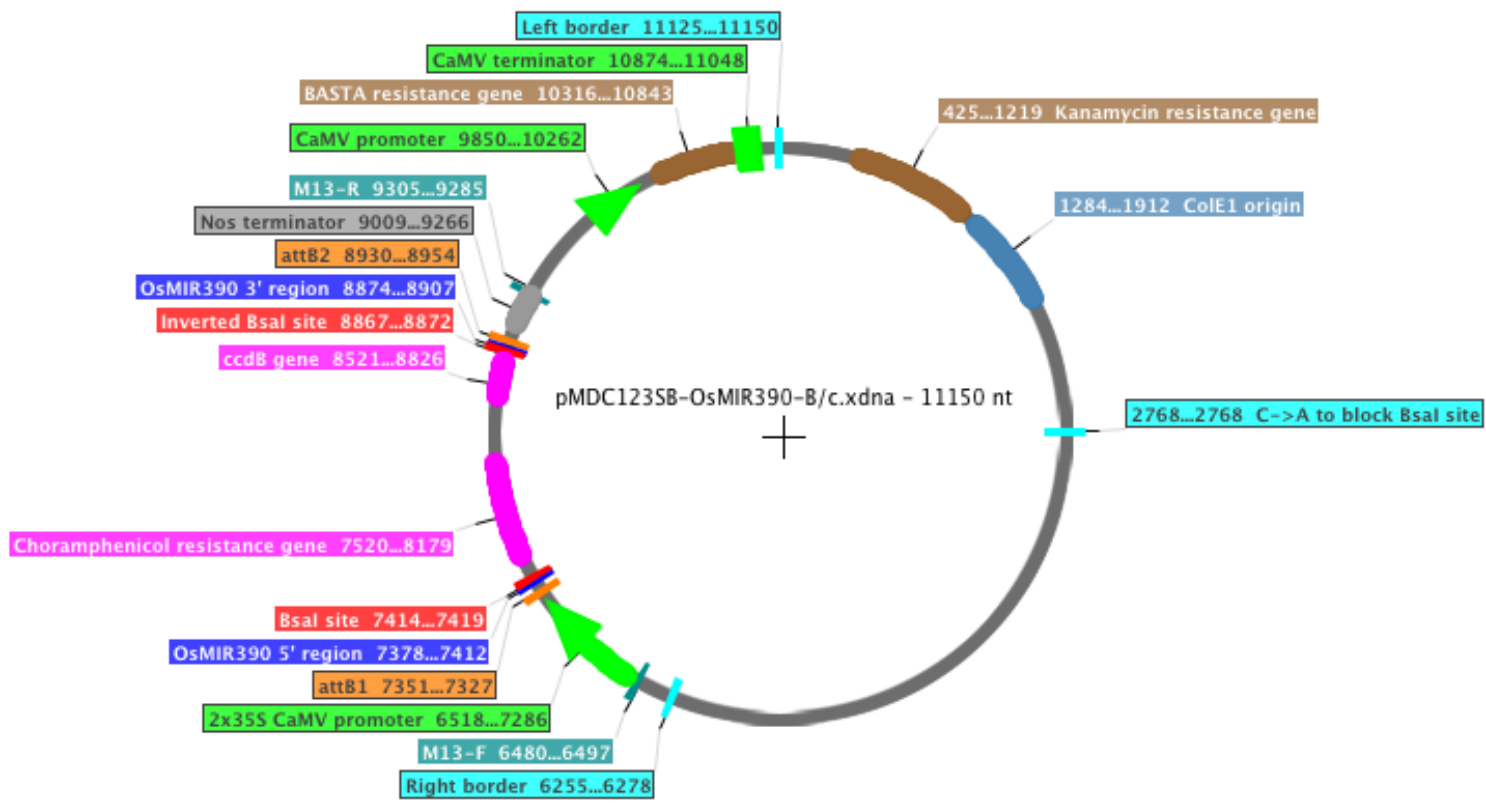 Left border 11125...11150
CaMV terminator 10874...11048
BASTA resistance gene 10316...10843
425...1219 Kanamycin resistance gene
CaMV promoter 9850...10262
M13-R 9305...9285
1284...1912 ColE1 origin
Nos terminator 9009...9266
attB2 8930...8954
OsMIR390 3' region 8874...8907
Inverted BsaI site 8867...8872
ccdB gene 8521...8826
pMDC123SB-OsMIR390-B/c.xdna - 11150 nt
2768...2768 C->A to block BsaI site
Choramphenicol resistance gene 7520...8179
BsaI site 7414...7419
OsMIR390 5' region 7378...7412
attB1 7351...7327
2x35S CaMV promoter 6518...7286
M13-F 6480...6497
Right border 6255...6278